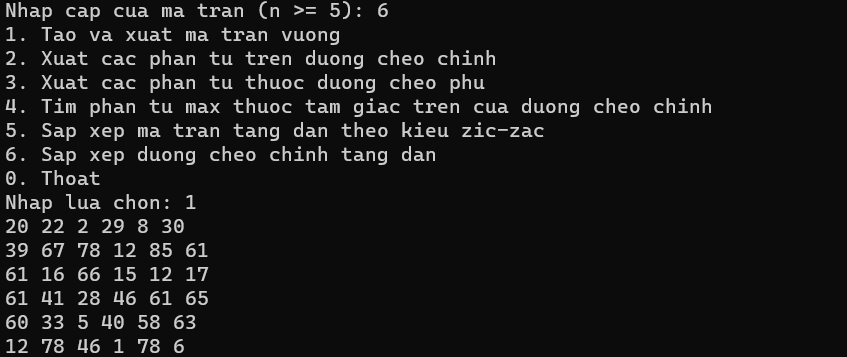 Nhap cap cua ma tran (n >= 5): 6
1. Tao va xuat ma tran vuong
2. Xuat cac phan tu tren duong cheo chinh
3. Xuat cac phan tu thuoc duong cheo phu
4. Tim phan tu max thuoc tam giac tren cua duong cheo chinh
5. Sap xep ma tran tang dan theo kieu zic-zac
6. Sap xep duong cheo chinh tang dan
0. Thoat
Nhap lua chon: 1
20 22 2 29 8 30
39 67 78 12 85 61
61 16 66 15 12 17
61 41 28 46 61 65
60 33 5 40 58 63
12 78 46 1 78 6